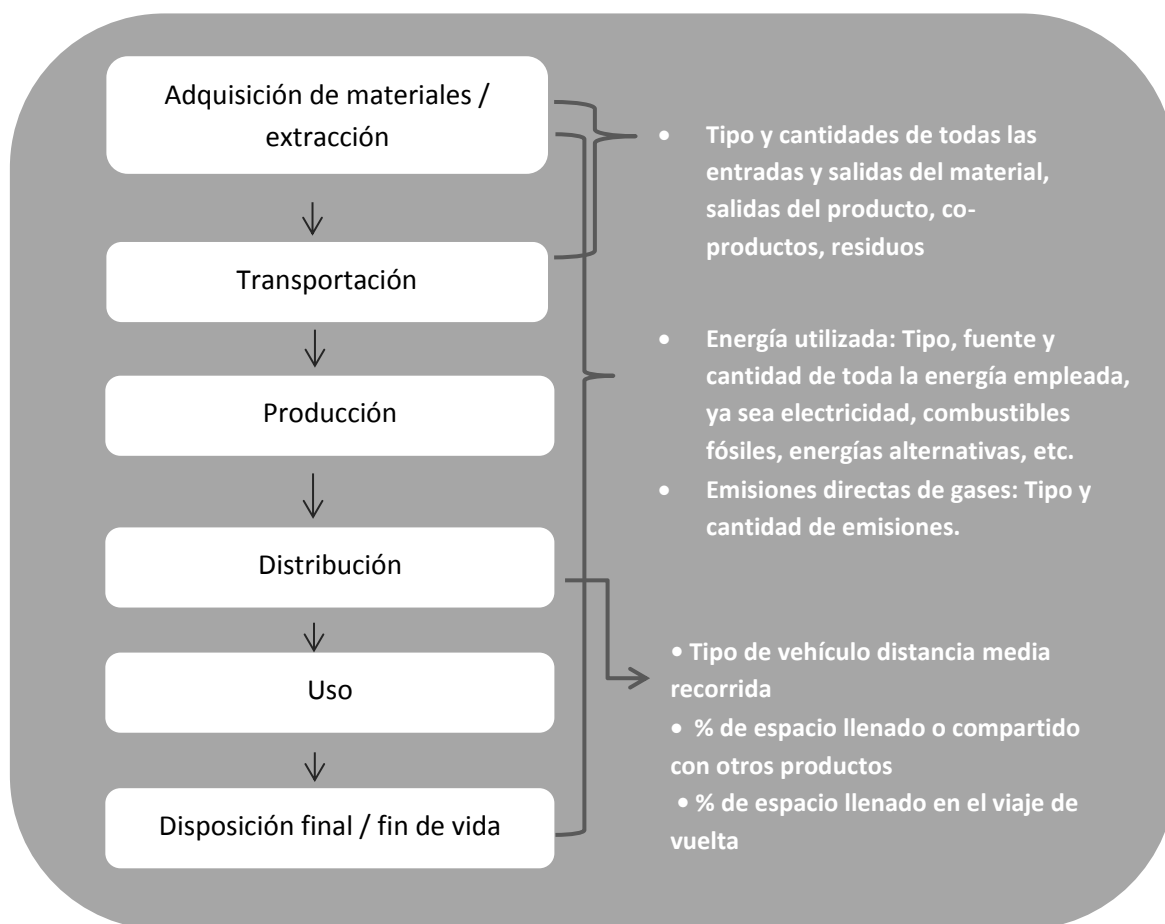 Adquisición de materiales /
extracción
Transportación
Producción
Distribución
Uso
Disposición final / fin de vida
• Tipo y cantidades de todas las
entradas y salidas del material,
salidas del producto, co-
productos, residuos
• Energía utilizada: Tipo, fuente y
cantidad de toda la energía empleada,
ya sea electricidad, combustibles
fósiles, energías alternativas, etc.
• Emisiones directas de gases: Tipo y
cantidad de emisiones.
• Tipo de vehículo distancia media
recorrida
• % de espacio llenado o compartido
con otros productos
• % de espacio llenado en el viaje de
vuelta